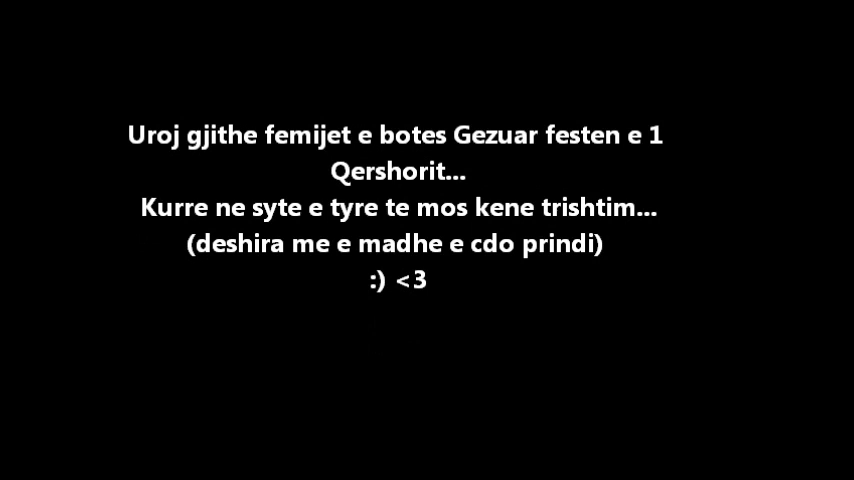 Uroj gjithe femijet e botes Gezuar festen e 1
Qershorit...
Kurre ne syte e tyre te mos kene trishtim...
(deshira me e madhe e cdo prindi)
:) <3